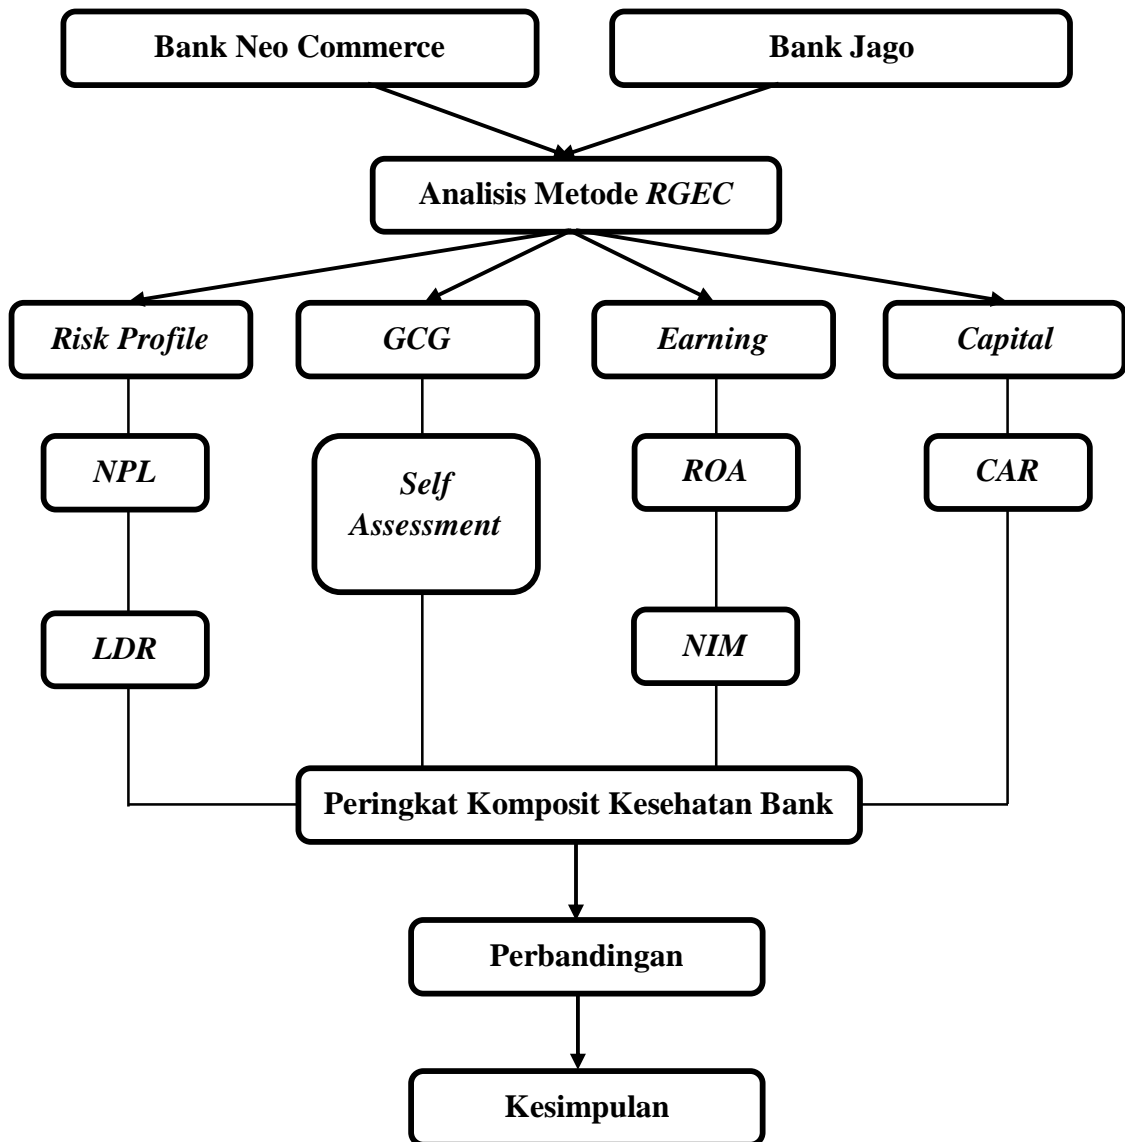 Bank Neo Commerce
Bank Jago
Analisis Metode RGEC
Risk Profile
GCG
Earning
Capital
NPL
Self
Assessment
ROA
CAR
LDR
NIM
Peringkat Komposit Kesehatan Bank
Perbandingan
Kesimpulan